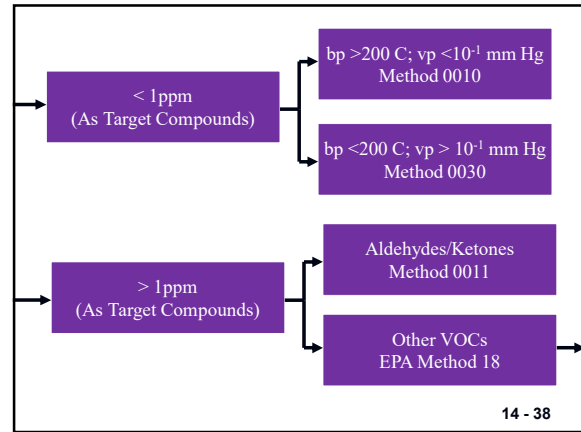 < 1ppm
(As Target Compounds)
bp >200 C; vp <10⁻¹ mm Hg
Method 0010
bp <200 C; vp > 10⁻¹ mm Hg
Method 0030
> 1ppm
(As Target Compounds)
Aldehydes/Ketones
Method 0011
Other VOCs
EPA Method 18
14 - 38